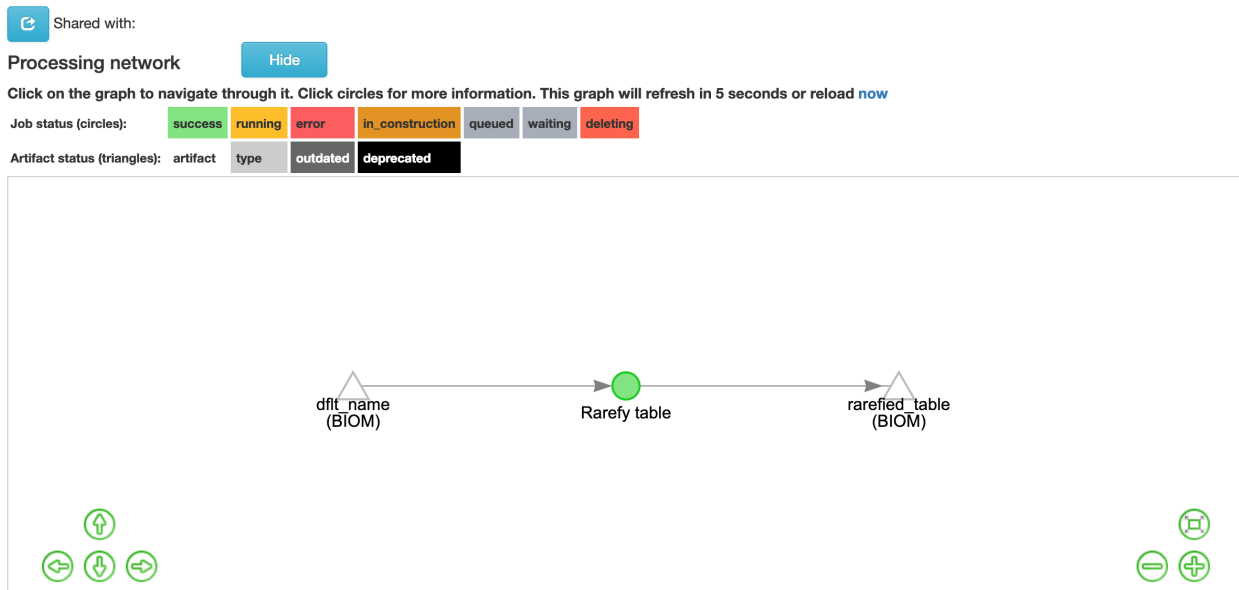 Shared with:
Processing network Hide
Click on the graph to navigate through it. Click circles for more information. This graph will refresh in 5 seconds or reload now
Job status (circles): success running error in_construction queued waiting deleting
Artifact status (triangles): artifact type outdated deprecated
dflt_name
(BIOM)
Rarefy table
rarefied_table
(BIOM)